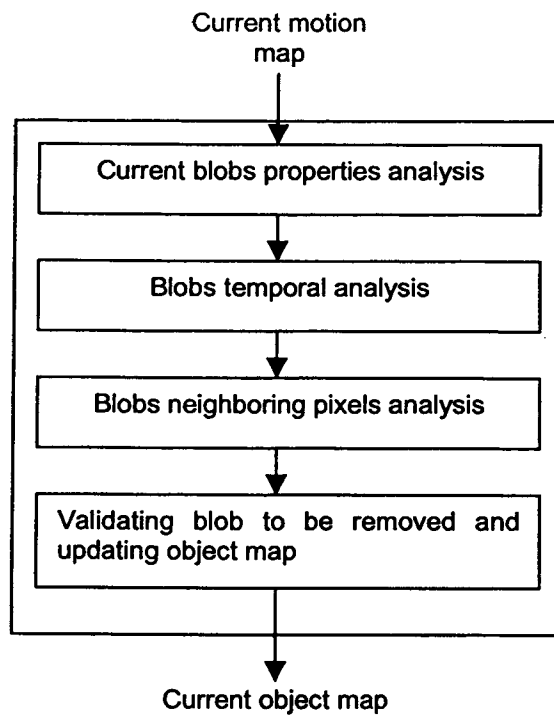 Current motion
map
Current blobs properties analysis
Blobs temporal analysis
Blobs neighboring pixels analysis
Validating blob to be removed and
updating object map
Current object map